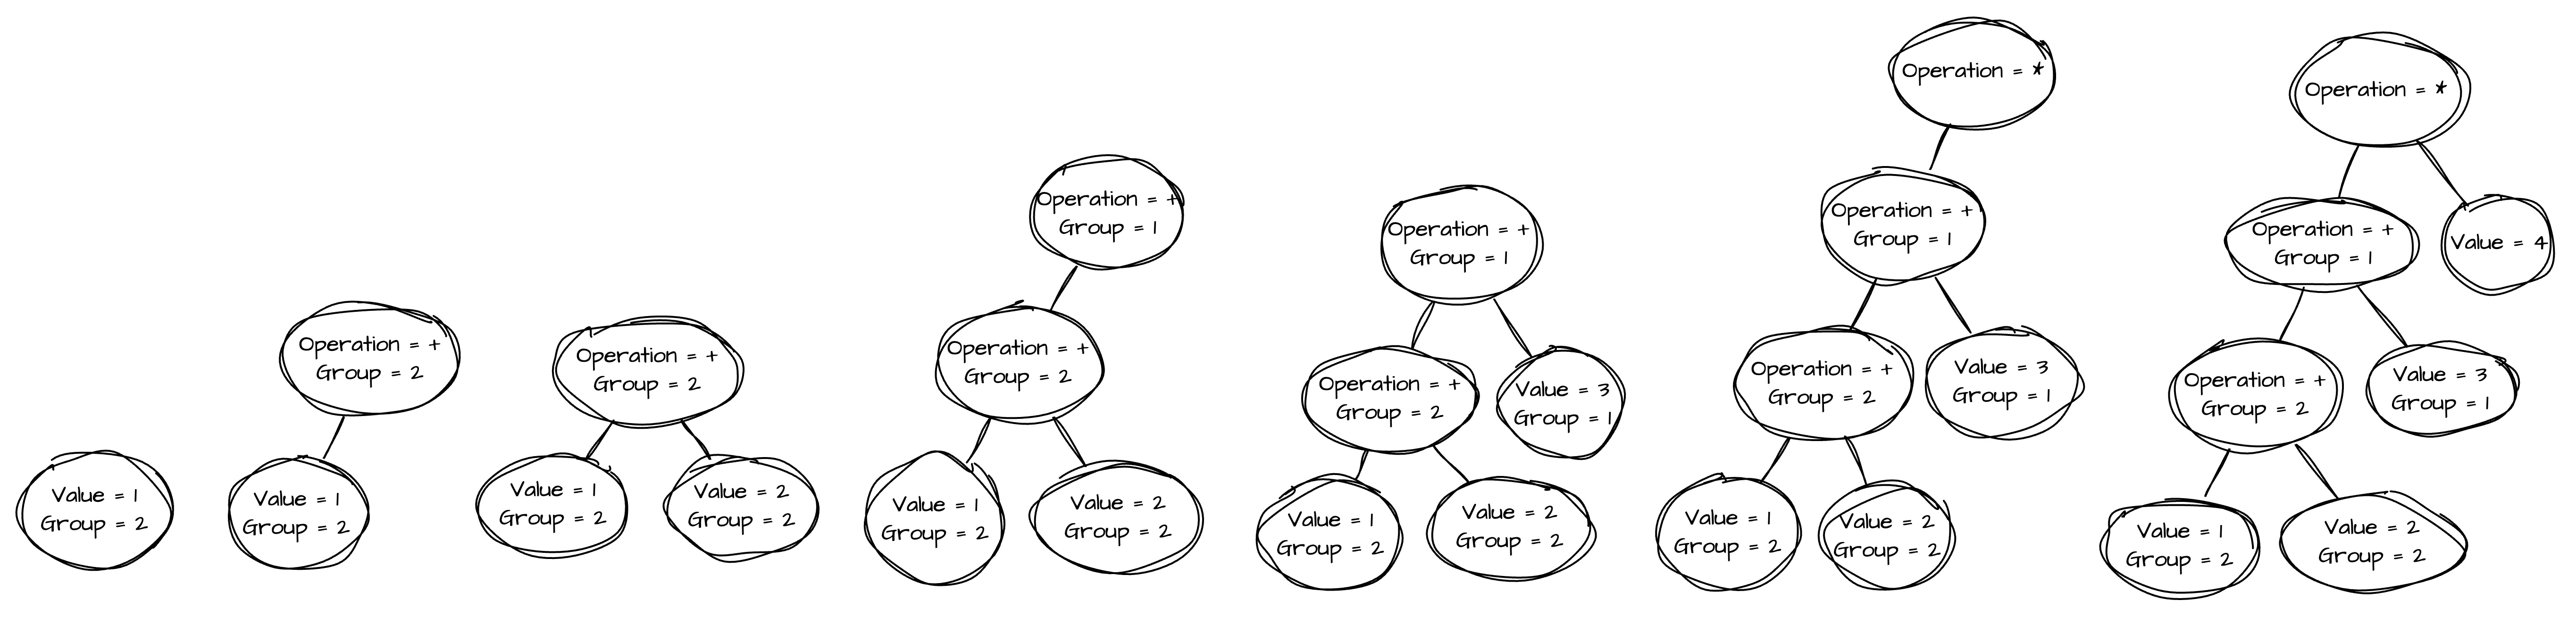 Value = 1
Group = 2
Operation = +
Group = 2
Value = 1
Group = 2
Operation = +
Group = 2
Value = 1
Group = 2
Value = 2
Group = 2
Operation = +
Group = 1
Operation = +
Group = 2
Value = 1
Group = 2
Value = 2
Group = 2
Operation = +
Group = 1
Operation = +
Group = 2
Value = 3
Group = 1
Value = 1
Group = 2
Value = 2
Group = 2
Operation = *
Operation = +
Group = 1
Operation = +
Group = 2
Value = 3
Group = 1
Value = 1
Group = 2
Value = 2
Group = 2
Operation = *
Operation = +
Group = 1
Value = 4
Operation = +
Group = 2
Value = 3
Group = 1
Value = 1
Group = 2
Value = 2
Group = 2